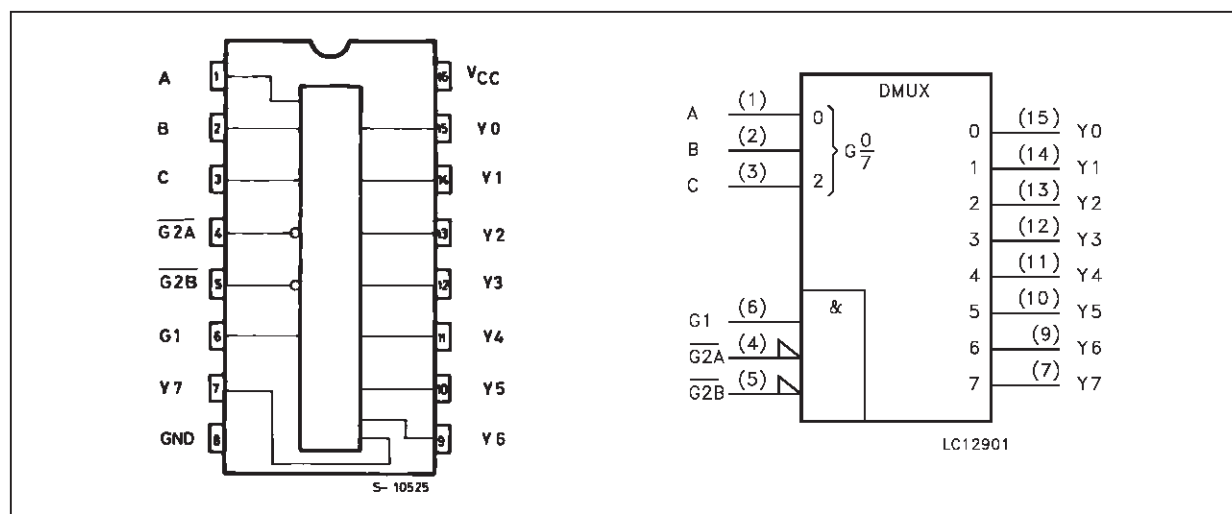 A 1 16 VCC
B 2 15 Y0
C 3 14 Y1
G2A 4 13 Y2
G2B 5 12 Y3
G1 6 11 Y4
Y7 7 10 Y5
GND 8 9 Y6
S- 10525
DMUX
A (1) 0
B (2) G 0/7
C (3) 2
G1 (6) &
G2A (4)
G2B (5)
0 (15) Y0
1 (14) Y1
2 (13) Y2
3 (12) Y3
4 (11) Y4
5 (10) Y5
6 (9) Y6
7 (7) Y7
LC12901